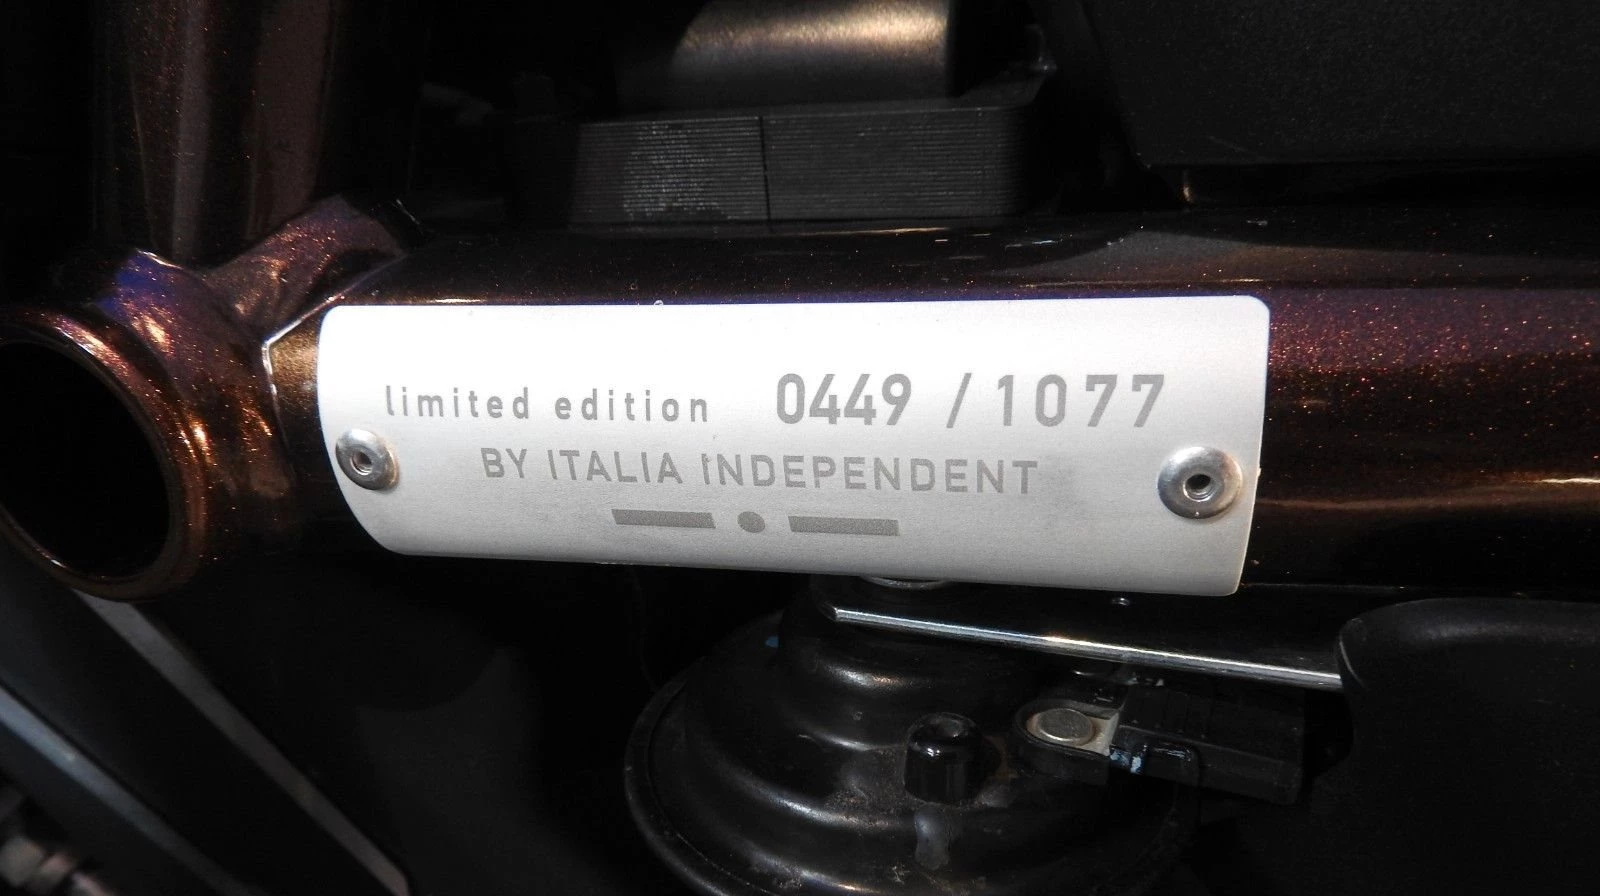 limited edition 0449 / 1077
BY ITALIA INDEPENDENT